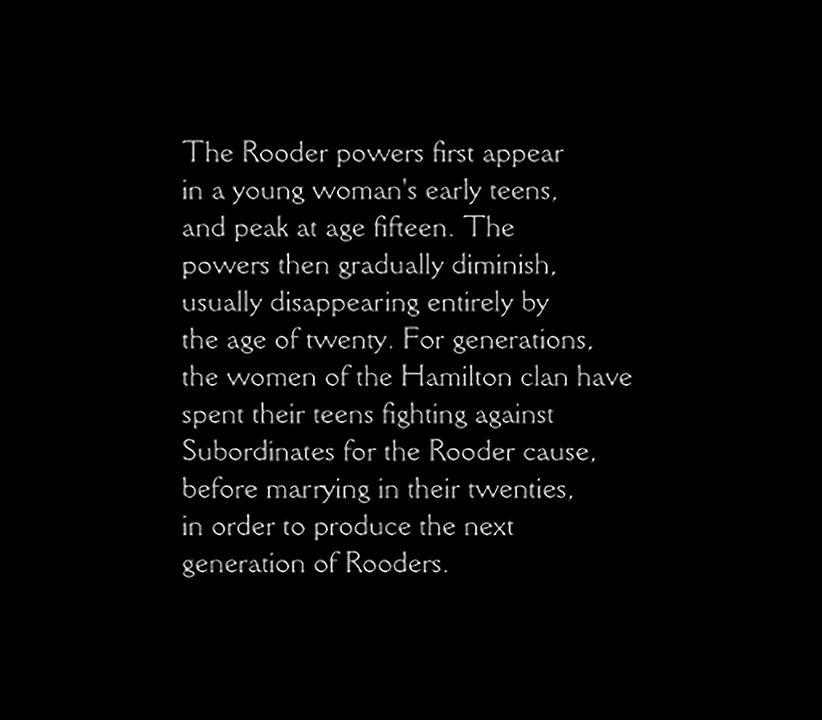 The Rooder powers first appear
in a young woman's early teens,
and peak at age fifteen. The
powers then gradually diminish,
usually disappearing entirely by
the age of twenty. For generations,
the women of the Hamilton clan have
spent their teens fighting against
Subordinates for the Rooder cause,
before marrying in their twenties,
in order to produce the next
generation of Rooders.